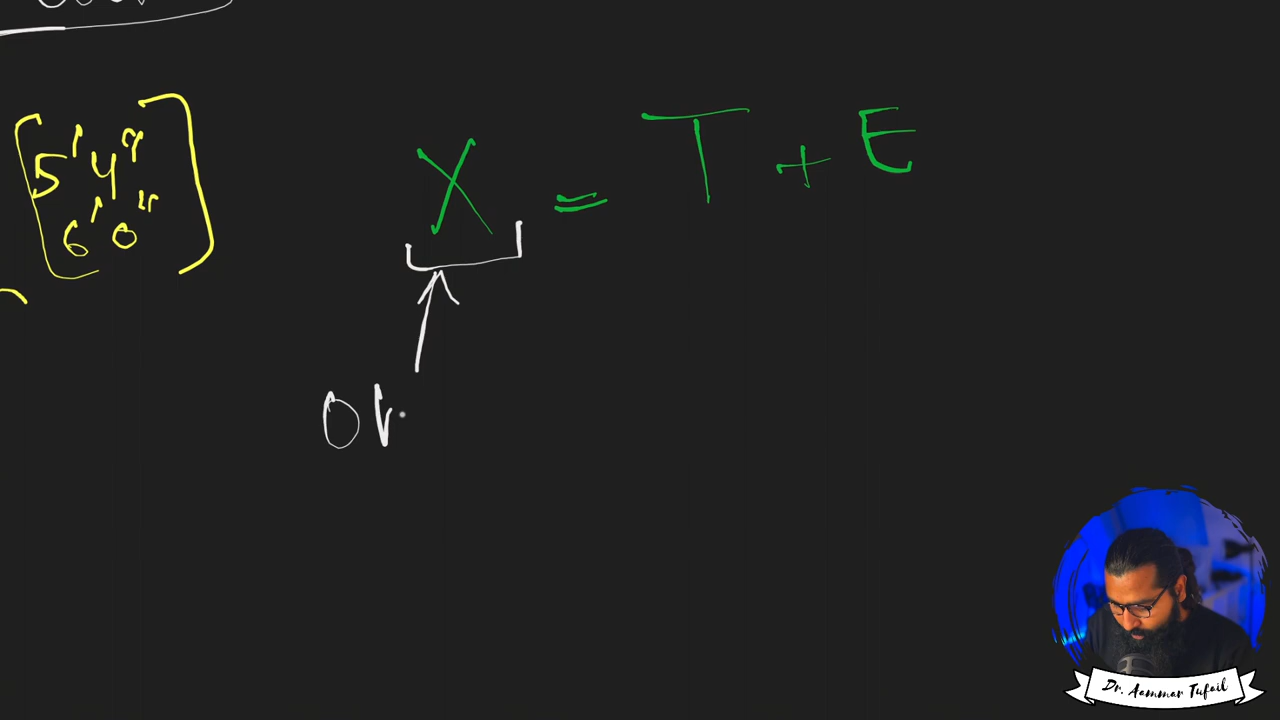 5' 4"
6' 0"
X = T + E
Ob
Dr. Aammar Tufail